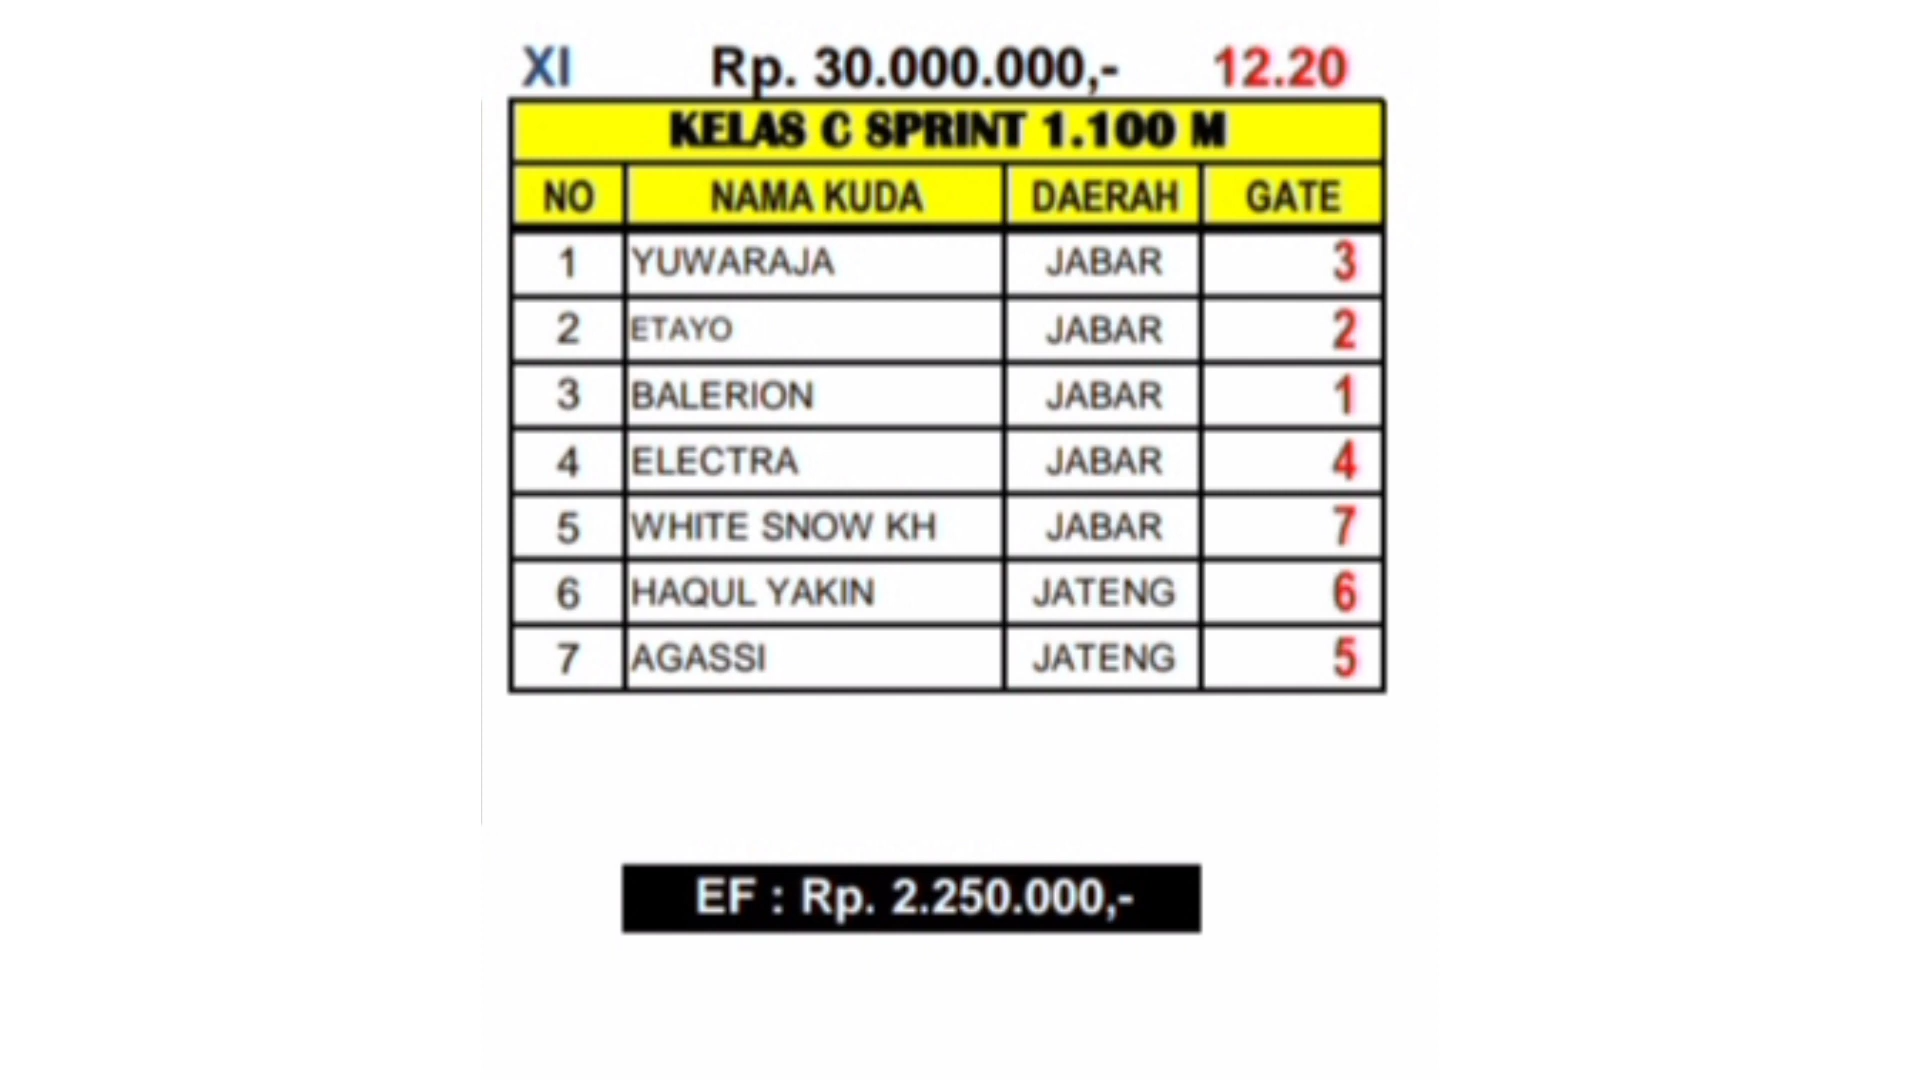 XI Rp. 30.000.000,- 12.20
KELAS C SPRINT 1.100 M
NO NAMA KUDA DAERAH GATE
1 YUWARAJA JABAR 3
2 ETAYO JABAR 2
3 BALERION JABAR 1
4 ELECTRA JABAR 4
5 WHITE SNOW KH JABAR 7
6 HAQUL YAKIN JATENG 6
7 AGASSI JATENG 5
EF : Rp. 2.250.000,-